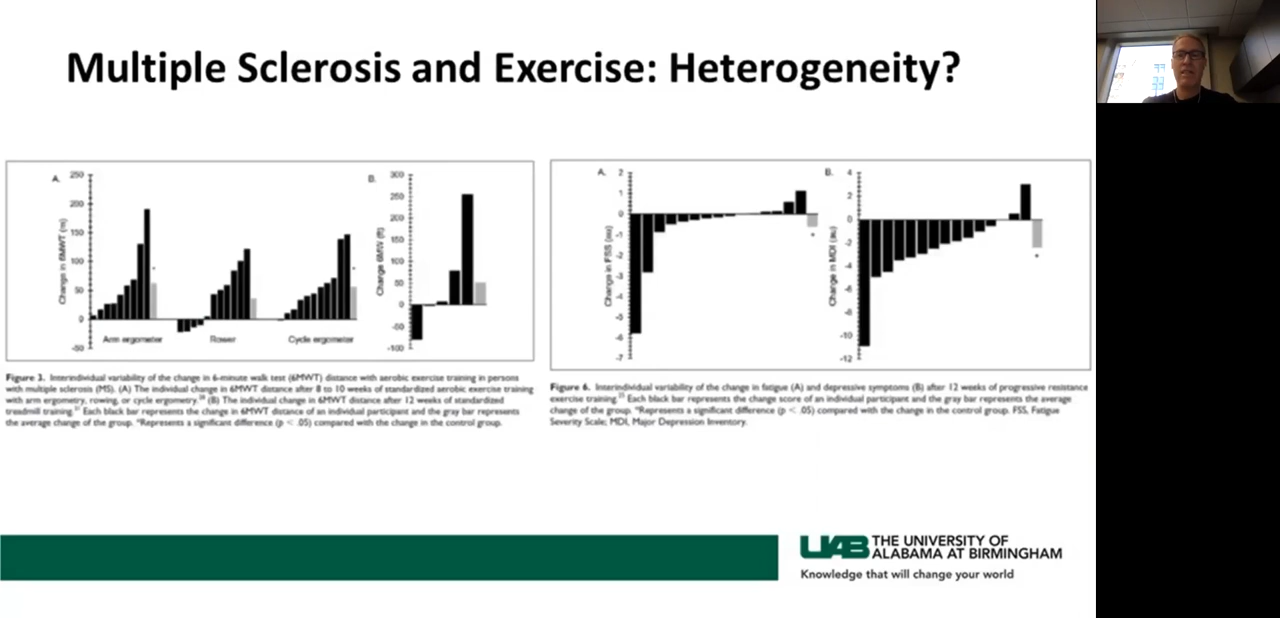 Multiple Sclerosis and Exercise: Heterogeneity?
A.
250
200
150
100
50
0
-50
Change in 6MWT (m)
Arm ergometer
Rower
Cycle ergometer
B.
300
250
200
150
100
50
0
-50
-100
Change 6MW (ft)
Interindividual variability of the change in 6-minute walk test (6MWT) distance with aerobic exercise training in persons
with multiple sclerosis (MS). (A) The individual change in 6MWT distance after 8 to 10 weeks of standardized aerobic exercise training
with arm ergometry, rowing, or cycle ergometry. (B) The individual change in 6MWT distance after 12 weeks of standardized
treadmill training. Each black bar represents the change in 6MWT distance of an individual participant and the gray bar represents
the average change of the group. *Represents a significant difference (p < .05) compared with the change in the control group.
A.
2
1
0
-1
-2
-3
-4
-5
-6
-7
Change in FSS (au)
B.
4
2
0
-2
-4
-6
-8
-10
-12
Change in MDI (au)
Figure 6. Interindividual variability of the change in fatigue (A) and depressive symptoms (B) after 12 weeks of progressive resistance
exercise training. Each black bar represents the change score of an individual participant and the gray bar represents the average
change of the group. *Represents a significant difference (p < .05) compared with the change in the control group. FSS, Fatigue
Severity Scale; MDI, Major Depression Inventory.
UAB THE UNIVERSITY OF
ALABAMA AT BIRMINGHAM
Knowledge that will change your world